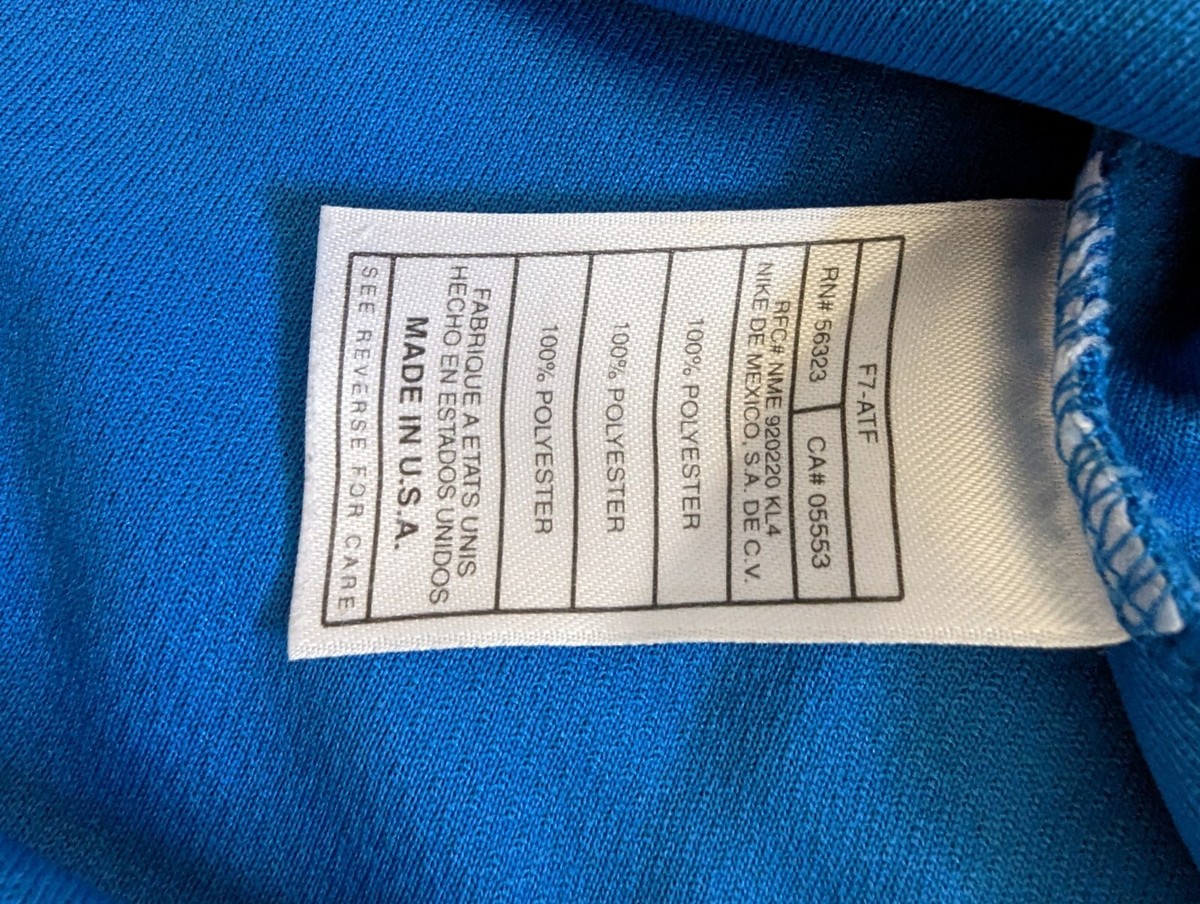 F7-ATF
RN# 56323 CA# 05553
RFC# NME 920220 KL4
NIKE DE MEXICO, S.A. DE C.V.
100% POLYESTER
100% POLYESTER
100% POLYESTER
FABRIQUE A ETATS UNIS
HECHO EN ESTADOS UNIDOS
MADE IN U.S.A.
SEE REVERSE FOR CARE